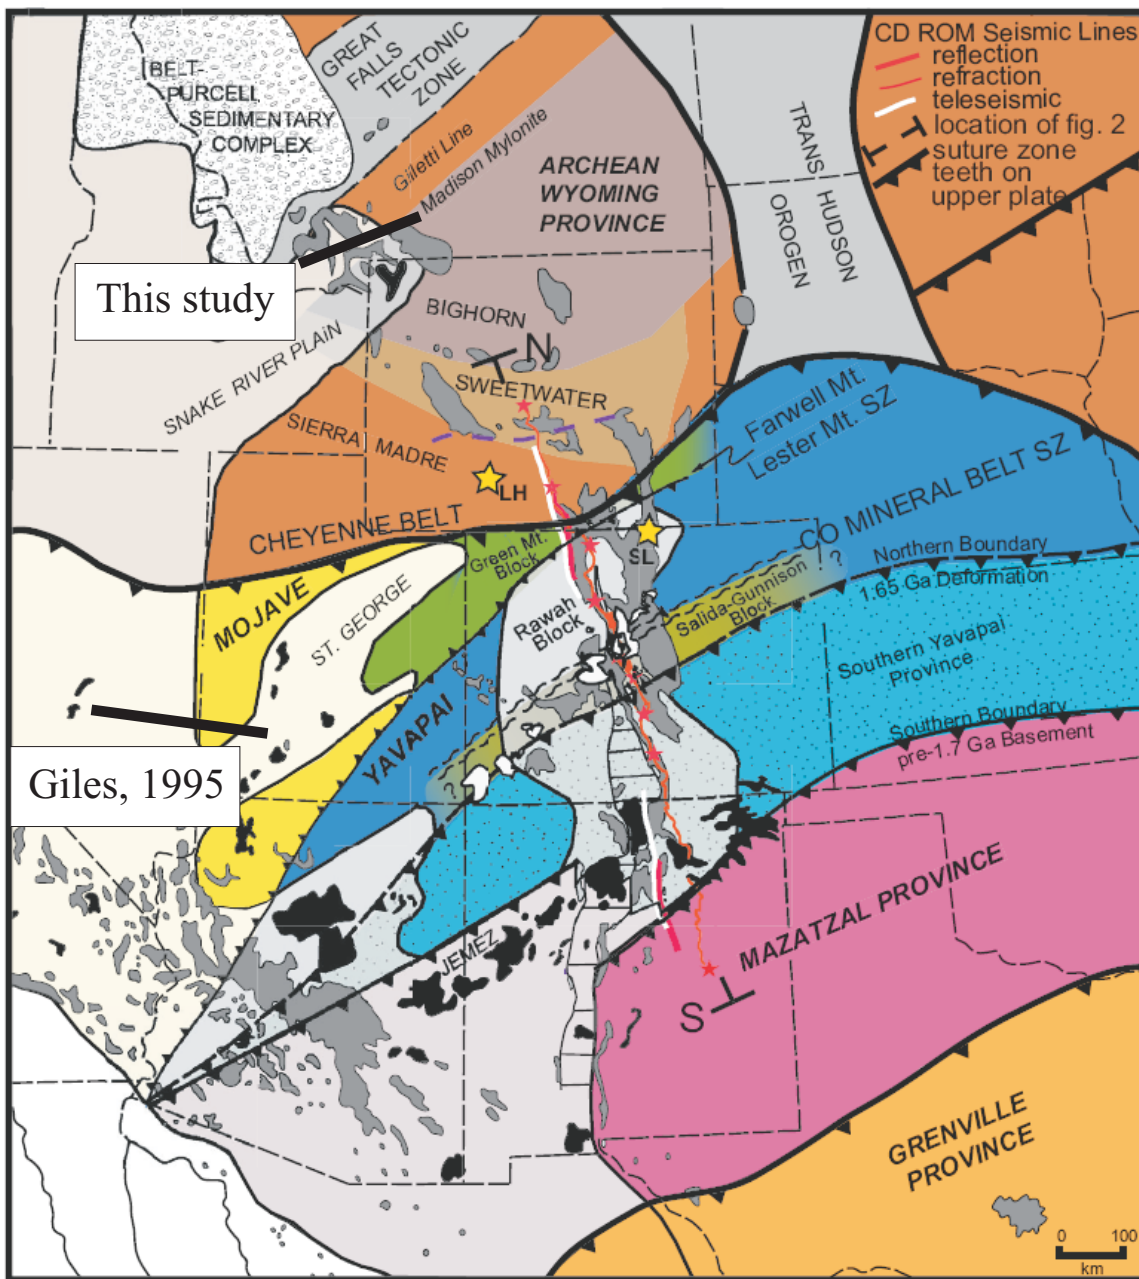 CD ROM Seismic Lines
reflection
refraction
teleseismic
location of fig. 2
suture zone
teeth on
upper plate
GREAT
FALLS
TECTONIC
ZONE
BELT-
PURCELL
SEDIMENTARY
COMPLEX
Gilletti Line
Madison Mylonite
ARCHEAN
WYOMING
PROVINCE
TRANS HUDSON
OROGEN
This study
Y
BIGHORN
N
SNAKE RIVER PLAiN
SWEETWATER
SIERRA MADRE
Farwell Mt.
Lester Mt. SZ
LH
CHEYENNE BELT
CO MINERAL BELT SZ
Green Mt.
Block
SL
Northern Boundary
1.65 Ga Deformation
?
?
MOJAVE
ST. GEORGE
Rawah
Block
Salida-Gunnison
Block
Southern Yavapai
Province
YAVAPAI
Southern Boundary
pre-1.7 Ga Basement
Giles, 1995
?
JEMEZ
MAZATZAL PROVINCE
S
GRENVILLE
PROVINCE
0 100
km